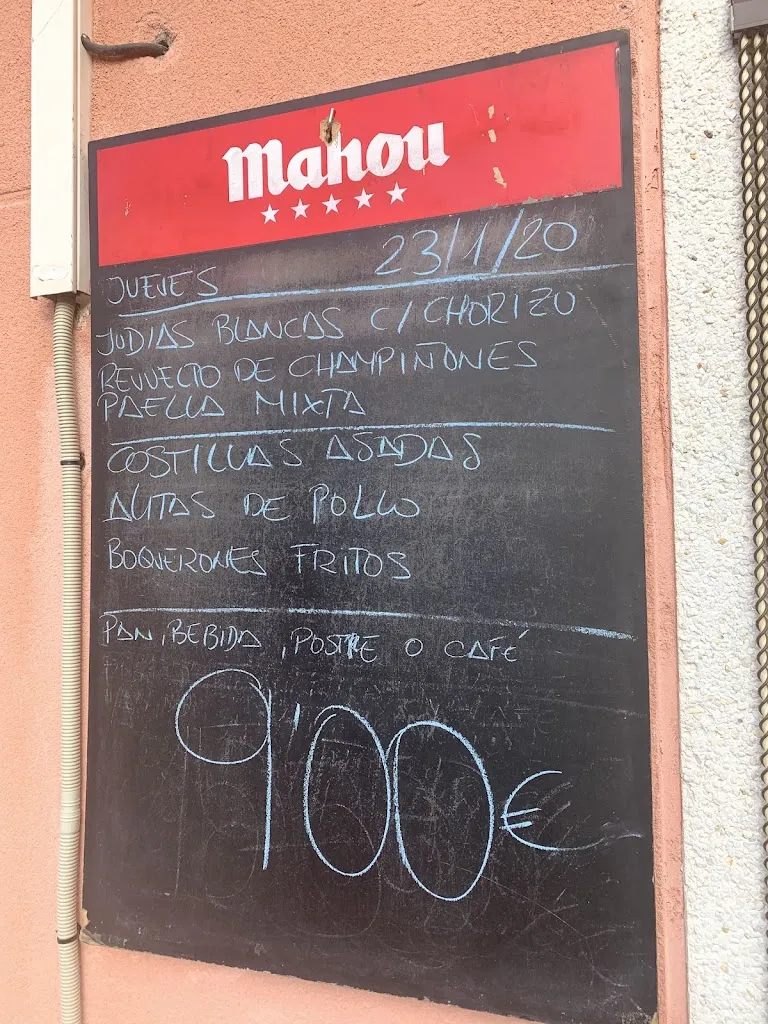 Mahou
JUEVES 23/1/20
JUDIAS BLANCAS C/CHORIZO
REVUELTO DE CHAMPIÑONES
PAELLA MIXTA
COSTILLAS ASADAS
ALITAS DE POLLO
BOQUERONES FRITOS
PAN, BEBIDA, POSTRE O CAFÉ
9'00€